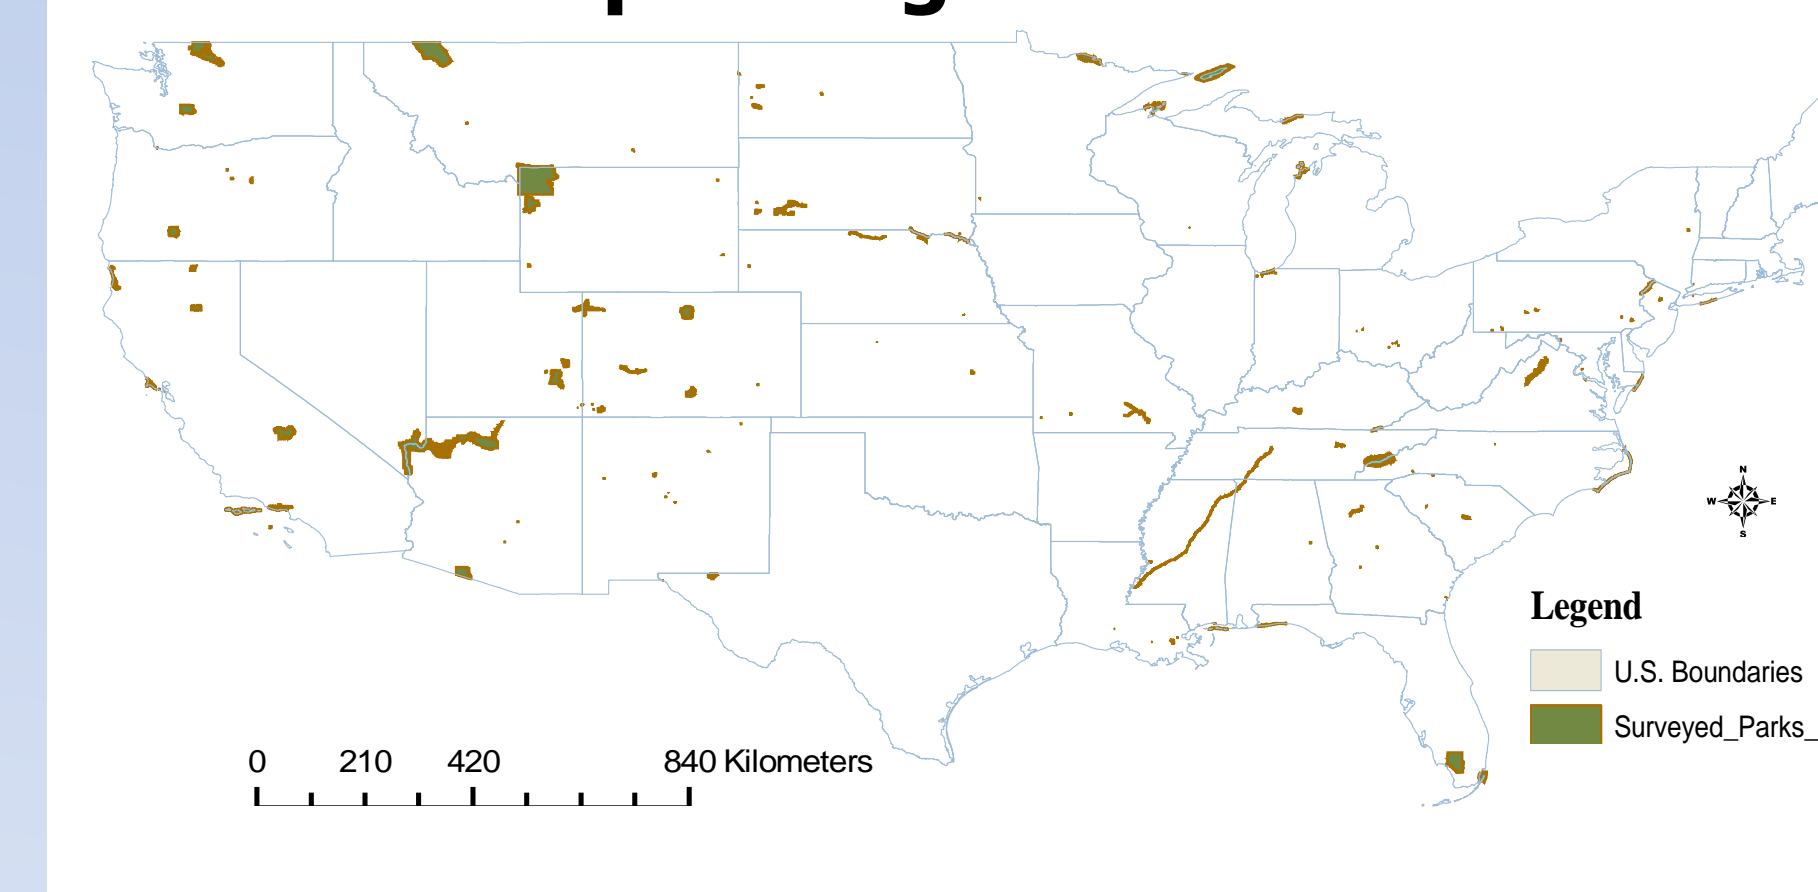 N
W E
S
Legend
U.S. Boundaries
Surveyed_Parks_
0 210 420 840 Kilometers